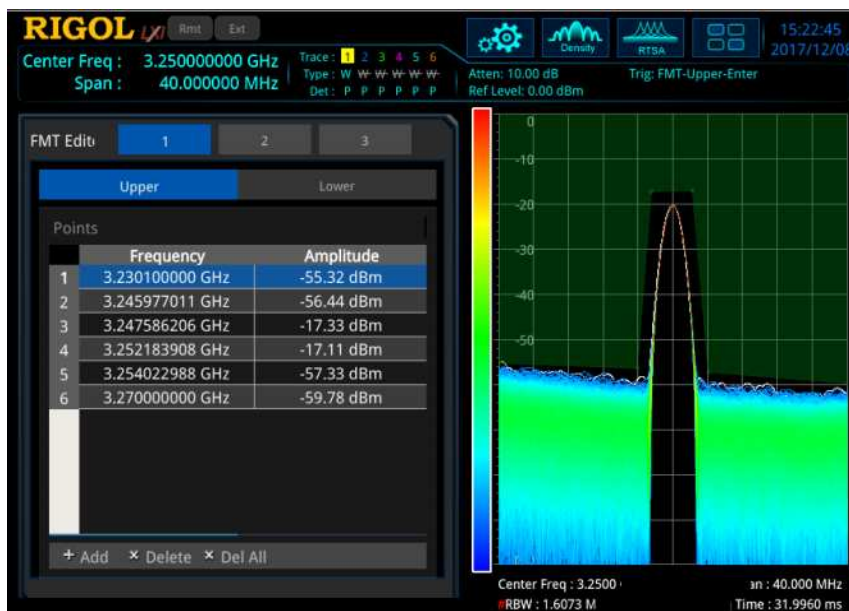 RIGOL LXI Rmt Ext
Density RTSA
15:22:45
2017/12/08
Center Freq : 3.250000000 GHz
Span : 40.000000 MHz
Trace : 1 2 3 4 5 6
Type : W W W W W W
Det : P P P P P P
Atten: 10.00 dB Trig: FMT-Upper-Enter
Ref Level: 0.00 dBm
FMT Edit 1 2 3
Upper Lower
Points
Frequency Amplitude
1 3.230100000 GHz -55.32 dBm
2 3.245977011 GHz -56.44 dBm
3 3.247586206 GHz -17.33 dBm
4 3.252183908 GHz -17.11 dBm
5 3.254022988 GHz -57.33 dBm
6 3.270000000 GHz -59.78 dBm
+ Add × Delete × Del All
0
-10
-20
-30
-40
-50
Center Freq : 3.2500 an : 40.000 MHz
#RBW : 1.6073 M Time : 31.9960 ms